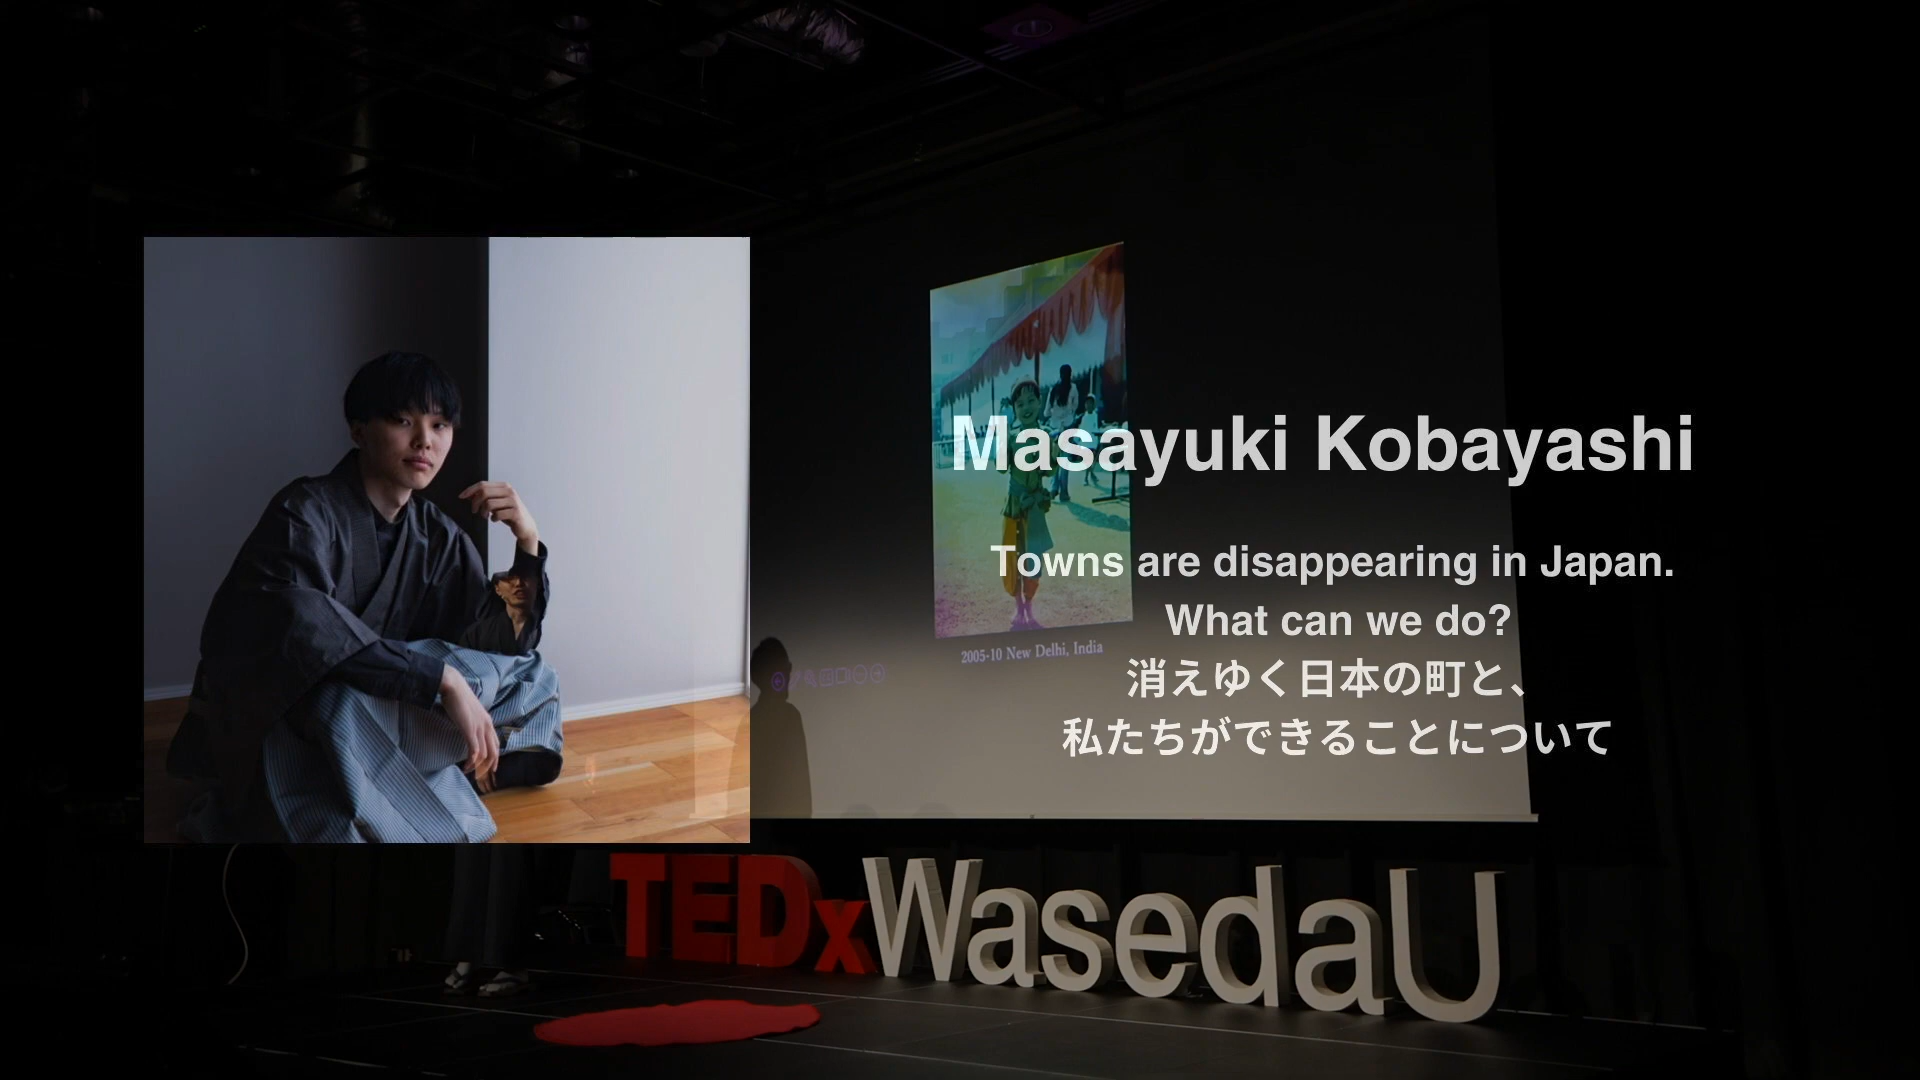 Masayuki Kobayashi
Towns are disappearing in Japan.
What can we do?
消えゆく日本の町と、
私たちができることについて
2005-10 New Delhi, India
TEDxWasedaU